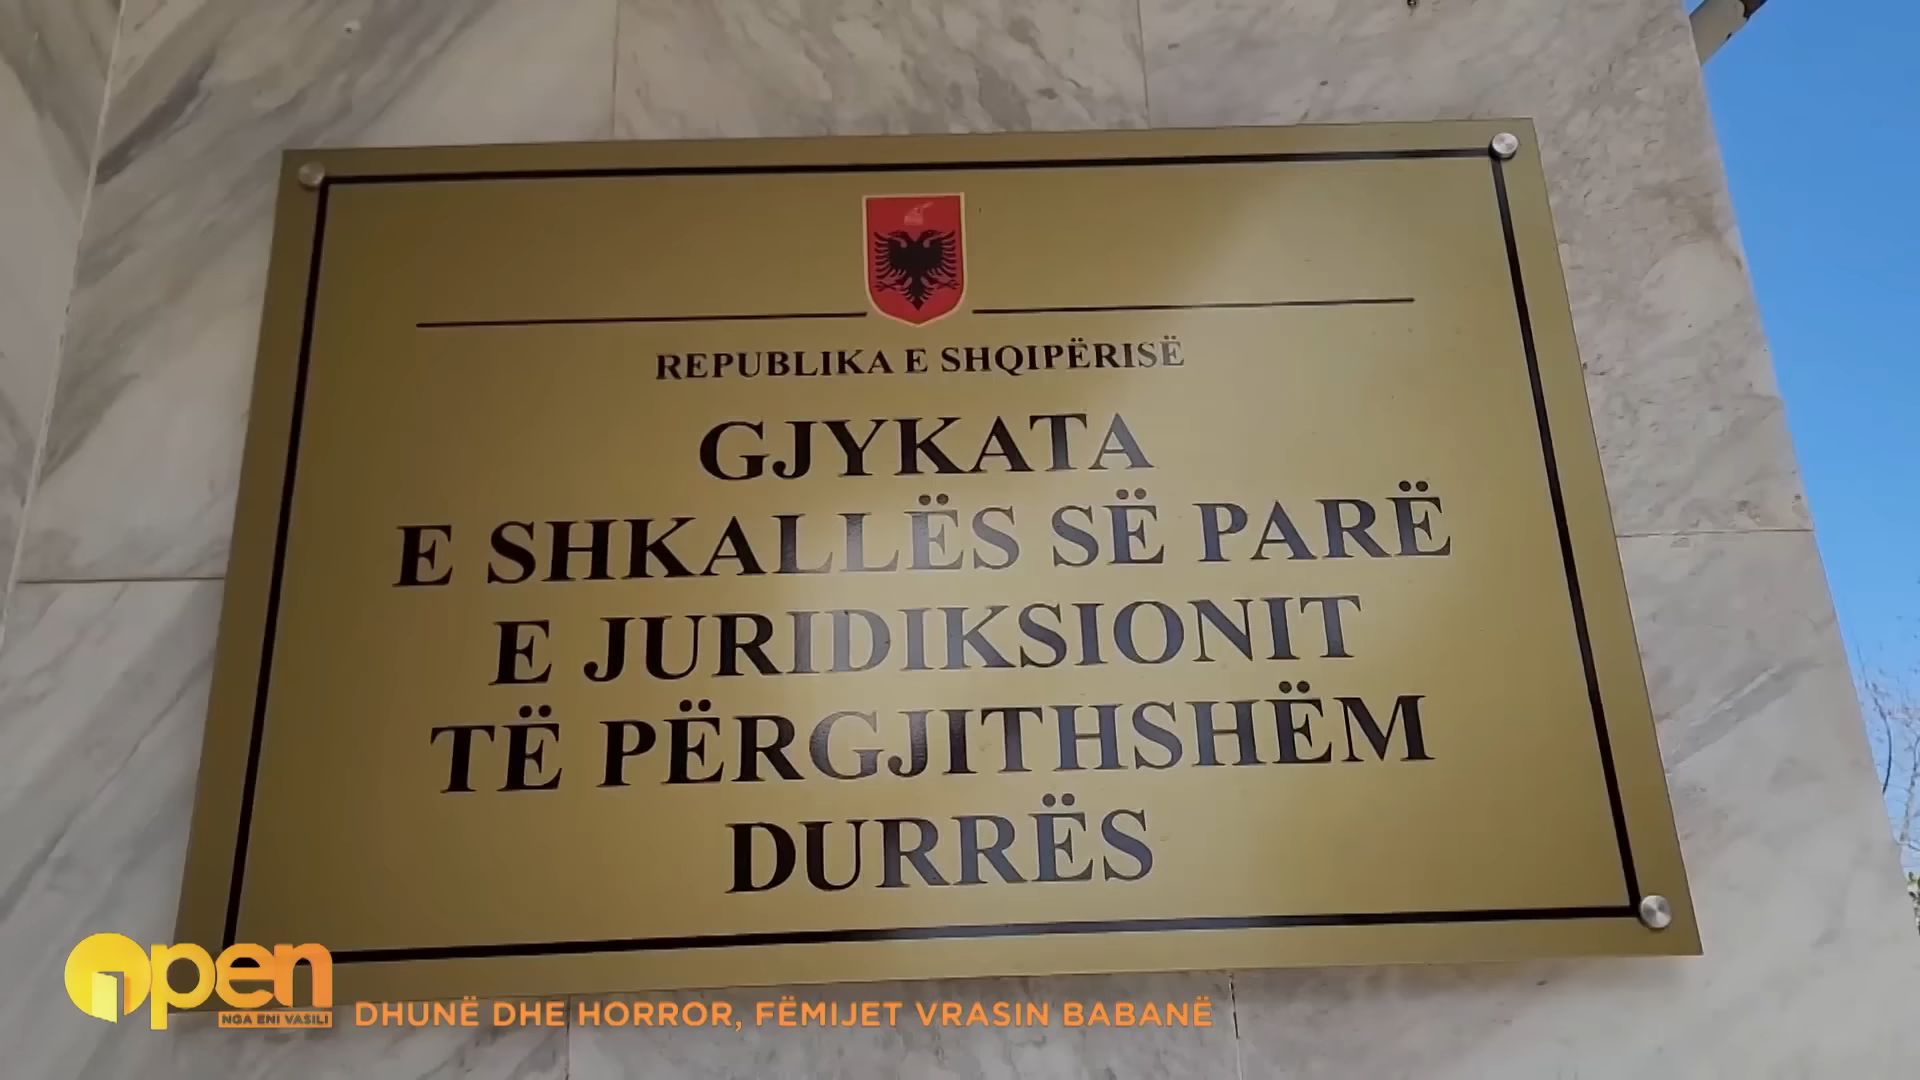 REPUBLIKA E SHQIPËRISË
GJYKATA
E SHKALLËS SË PARË
E JURIDIKSIONIT
TË PËRGJITHSHËM
DURRËS
open
NGA ENI VASILI
DHUNË DHE HORROR, FËMIJET VRASIN BABANË